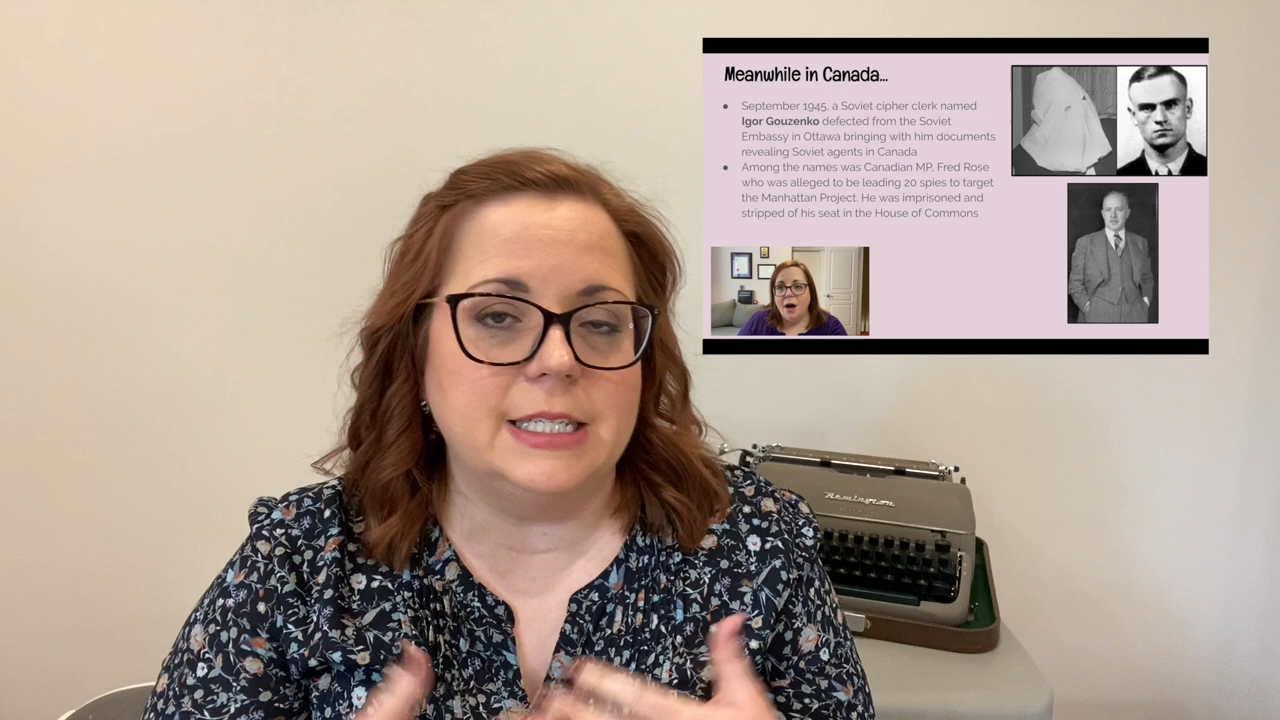 Meanwhile in Canada...
● September 1945, a Soviet cipher clerk named
Igor Gouzenko defected from the Soviet
Embassy in Ottawa bringing with him documents
revealing Soviet agents in Canada
● Among the names was Canadian MP, Fred Rose
who was alleged to be leading 20 spies to target
the Manhattan Project. He was imprisoned and
stripped of his seat in the House of Commons
Remington